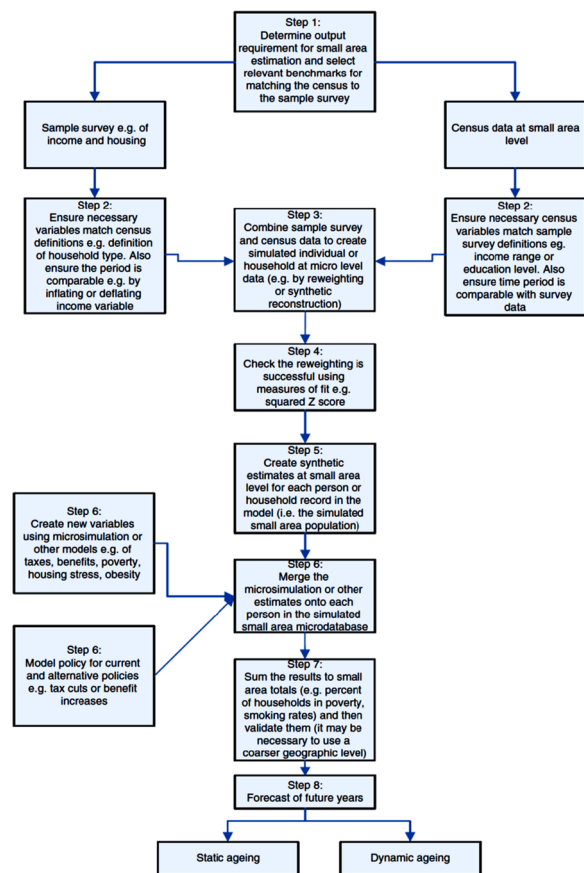 Step 1:
Determine output
requirement for small area
estimation and select
relevant benchmarks for
matching the census to
the sample survey
Sample survey e.g. of
income and housing
Census data at small area
level
Step 2:
Ensure necessary
variables match census
definitions e.g. definition
of household type. Also
ensure the period is
comparable e.g. by
inflating or deflating
income variable
Step 3:
Combine sample survey
and census data to create
simulated individual or
household at micro level
data (e.g. by reweighting
or synthetic
reconstruction)
Step 2:
Ensure necessary census
variables match sample
survey definitions eg.
income range or
education level. Also
ensure time period is
comparable with survey
data
Step 4:
Check the reweighting is
successful using
measures of fit e.g.
squared Z score
Step 5:
Create synthetic
estimates at small area
level for each person or
household record in the
model (i.e. the simulated
small area population)
Step 6:
Create new variables
using microsimulation or
other models e.g. of
taxes, benefits, poverty,
housing stress, obesity
Step 6:
Merge the
microsimulation or other
estimates onto each
person in the simulated
small area microdatabase
Step 6:
Model policy for current
and alternative policies
e.g. tax cuts or benefit
increases
Step 7:
Sum the results to small
area totals (e.g. percent
of households in poverty,
smoking rates) and then
validate them (it may be
necessary to use a
coarser geographic level)
Step 8:
Forecast of future years
Static ageing
Dynamic ageing